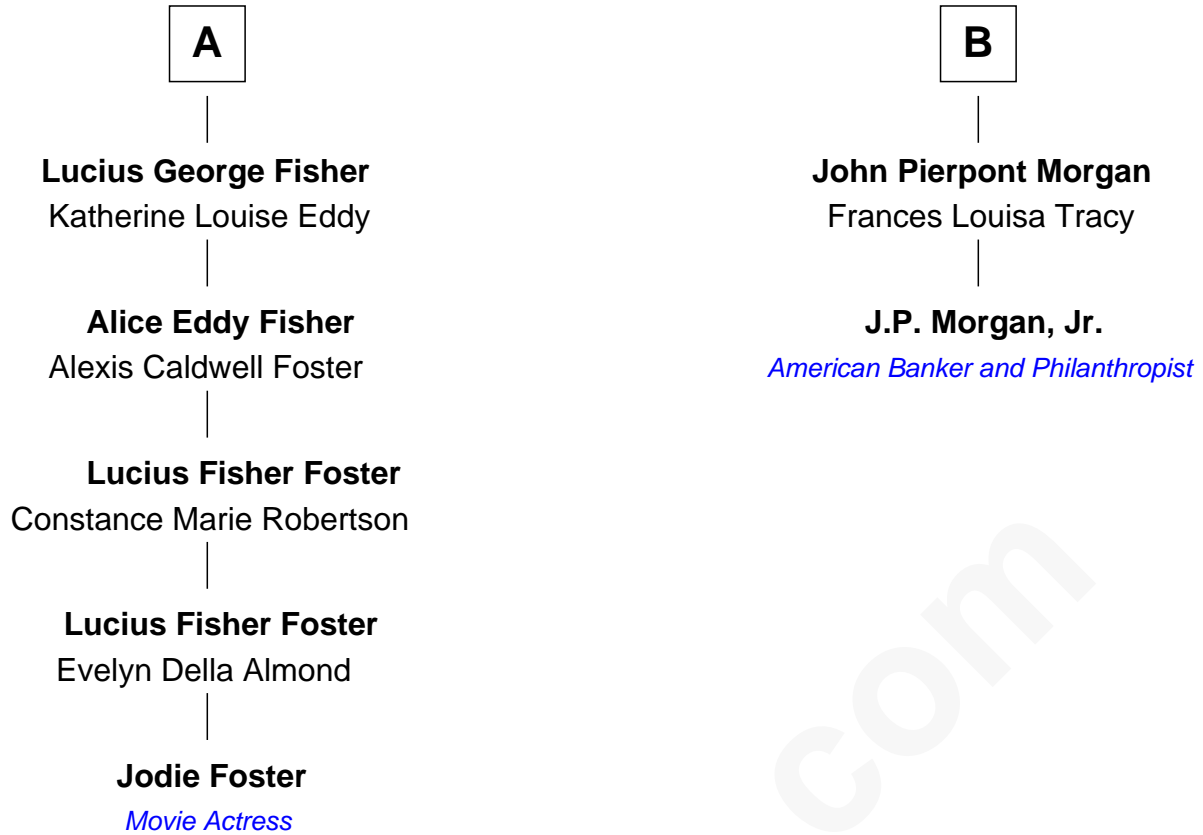 A
Lucius George Fisher
Katherine Louise Eddy
Alice Eddy Fisher
Alexis Caldwell Foster
Lucius Fisher Foster
Constance Marie Robertson
Lucius Fisher Foster
Evelyn Della Almond
Jodie Foster
Movie Actress
B
John Pierpont Morgan
Frances Louisa Tracy
J.P. Morgan, Jr.
American Banker and Philanthropist
com